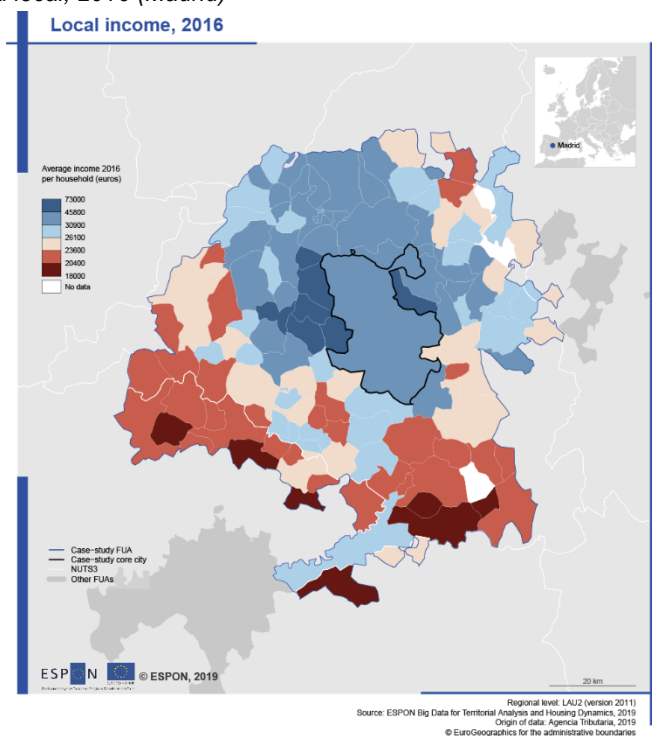 local, 2016 (Madrid)
Local income, 2016
Madrid
Average income 2016
per household (euros)
73000
45800
30900
26100
23600
20400
18000
No data
Case-study FUA
Case-study core city
NUTS3
Other FUAs
ESPON
© ESPON, 2019
20 km
Regional level: LAU2 (version 2011)
Source: ESPON Big Data for Territorial Analysis and Housing Dynamics, 2019
Origin of data: Agencia Tributaria, 2019
© EuroGeographics for the administrative boundaries